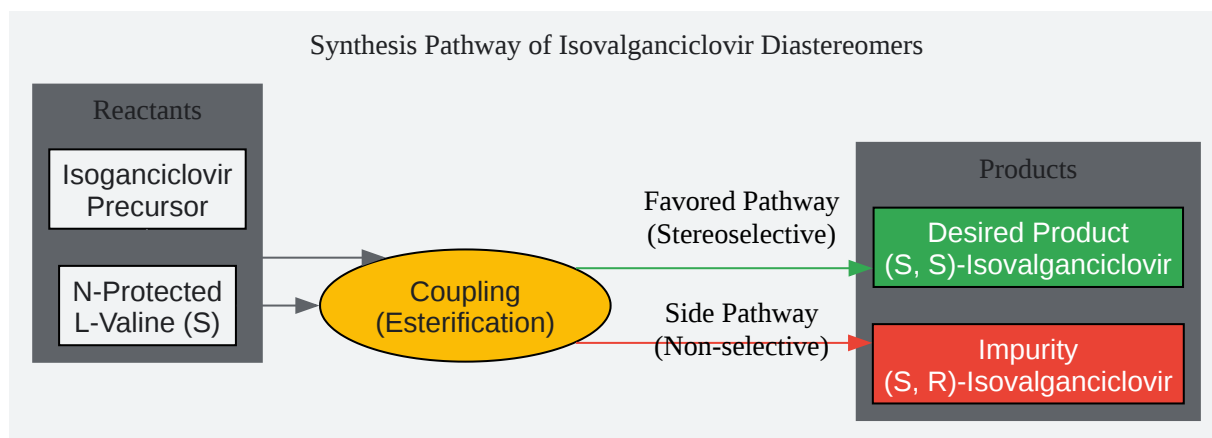 Synthesis Pathway of Isovalganciclovir Diastereomers
Reactants
Isoganciclovir
Precursor
N-Protected
L-Valine (S)
Coupling
(Esterification)
Favored Pathway
(Stereoselective)
Side Pathway
(Non-selective)
Products
Desired Product
(S, S)-Isovalganciclovir
Impurity
(S, R)-Isovalganciclovir